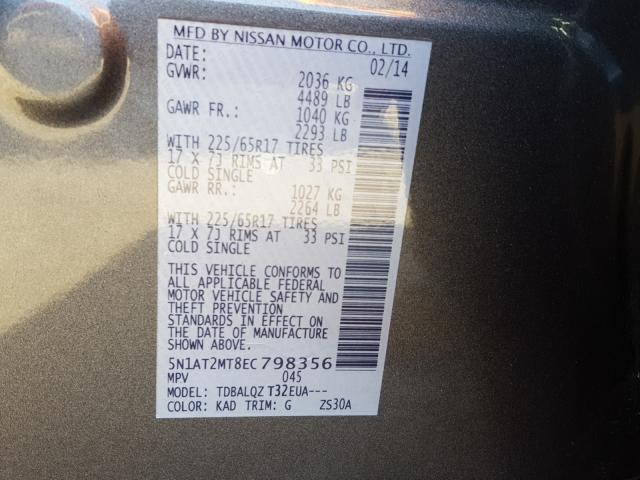 MFD BY NISSAN MOTOR CO., LTD.
DATE: 02/14
GVWR: 2036 KG
4489 LB
GAWR FR.: 1040 KG
2293 LB
WITH 225/65R17 TIRES
17 X 7J RIMS AT 33 PSI
COLD SINGLE
GAWR RR.: 1027 KG
2264 LB
WITH 225/65R17 TIRES
17 X 7J RIMS AT 33 PSI
COLD SINGLE
THIS VEHICLE CONFORMS TO
ALL APPLICABLE FEDERAL
MOTOR VEHICLE SAFETY AND
THEFT PREVENTION
STANDARDS IN EFFECT ON
THE DATE OF MANUFACTURE
SHOWN ABOVE.
5N1AT2MT8EC798356
MPV 045
MODEL: TDBALQZ T32EUA---
COLOR: KAD TRIM: G ZS30A